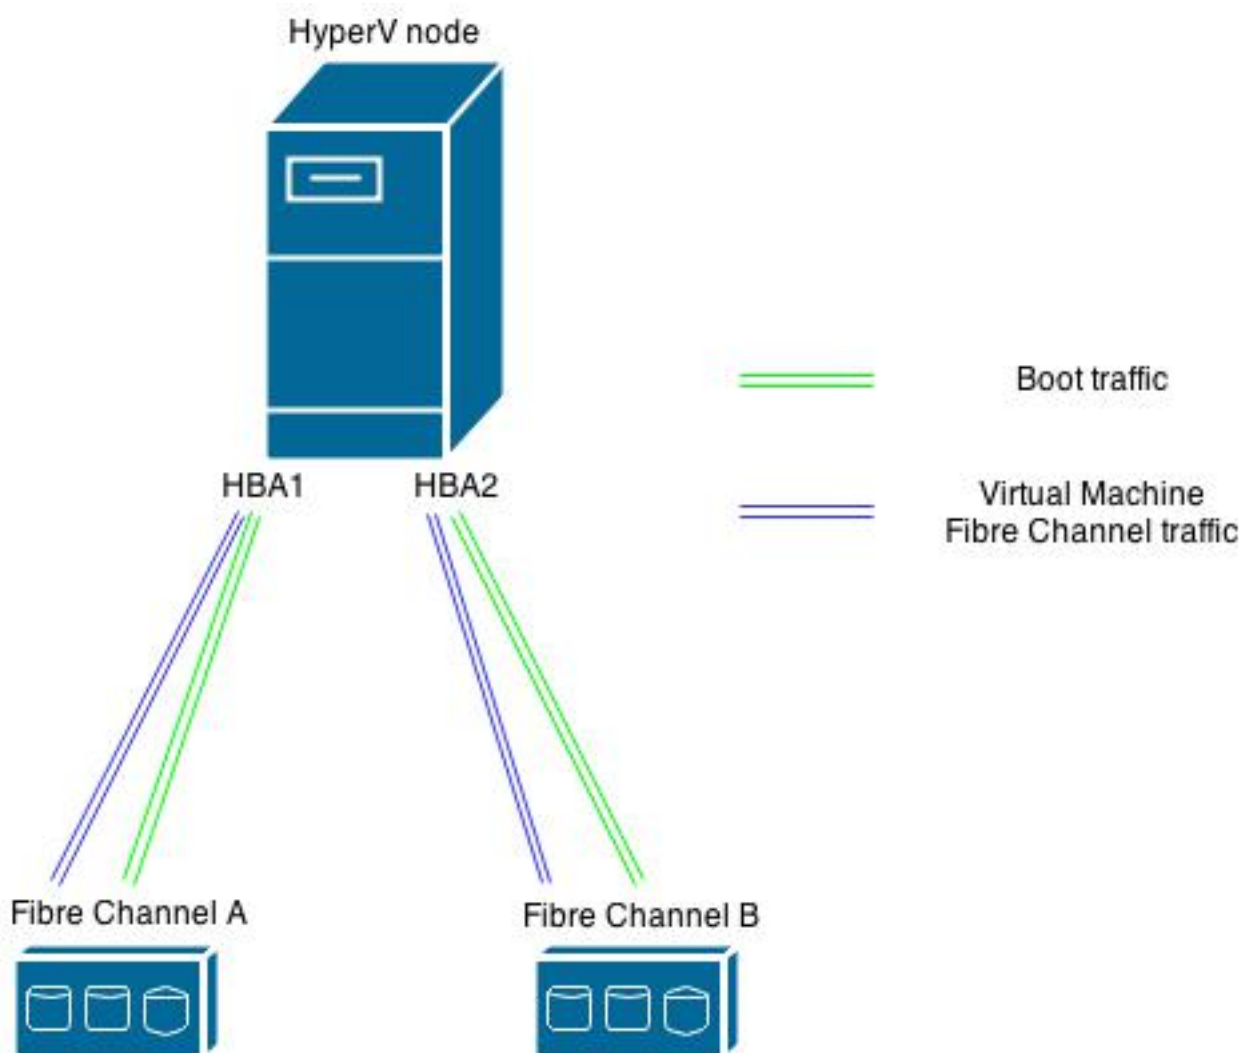 HyperV node
Boot traffic
HBA1
HBA2
Virtual Machine
Fibre Channel traffic
Fibre Channel A
Fibre Channel B